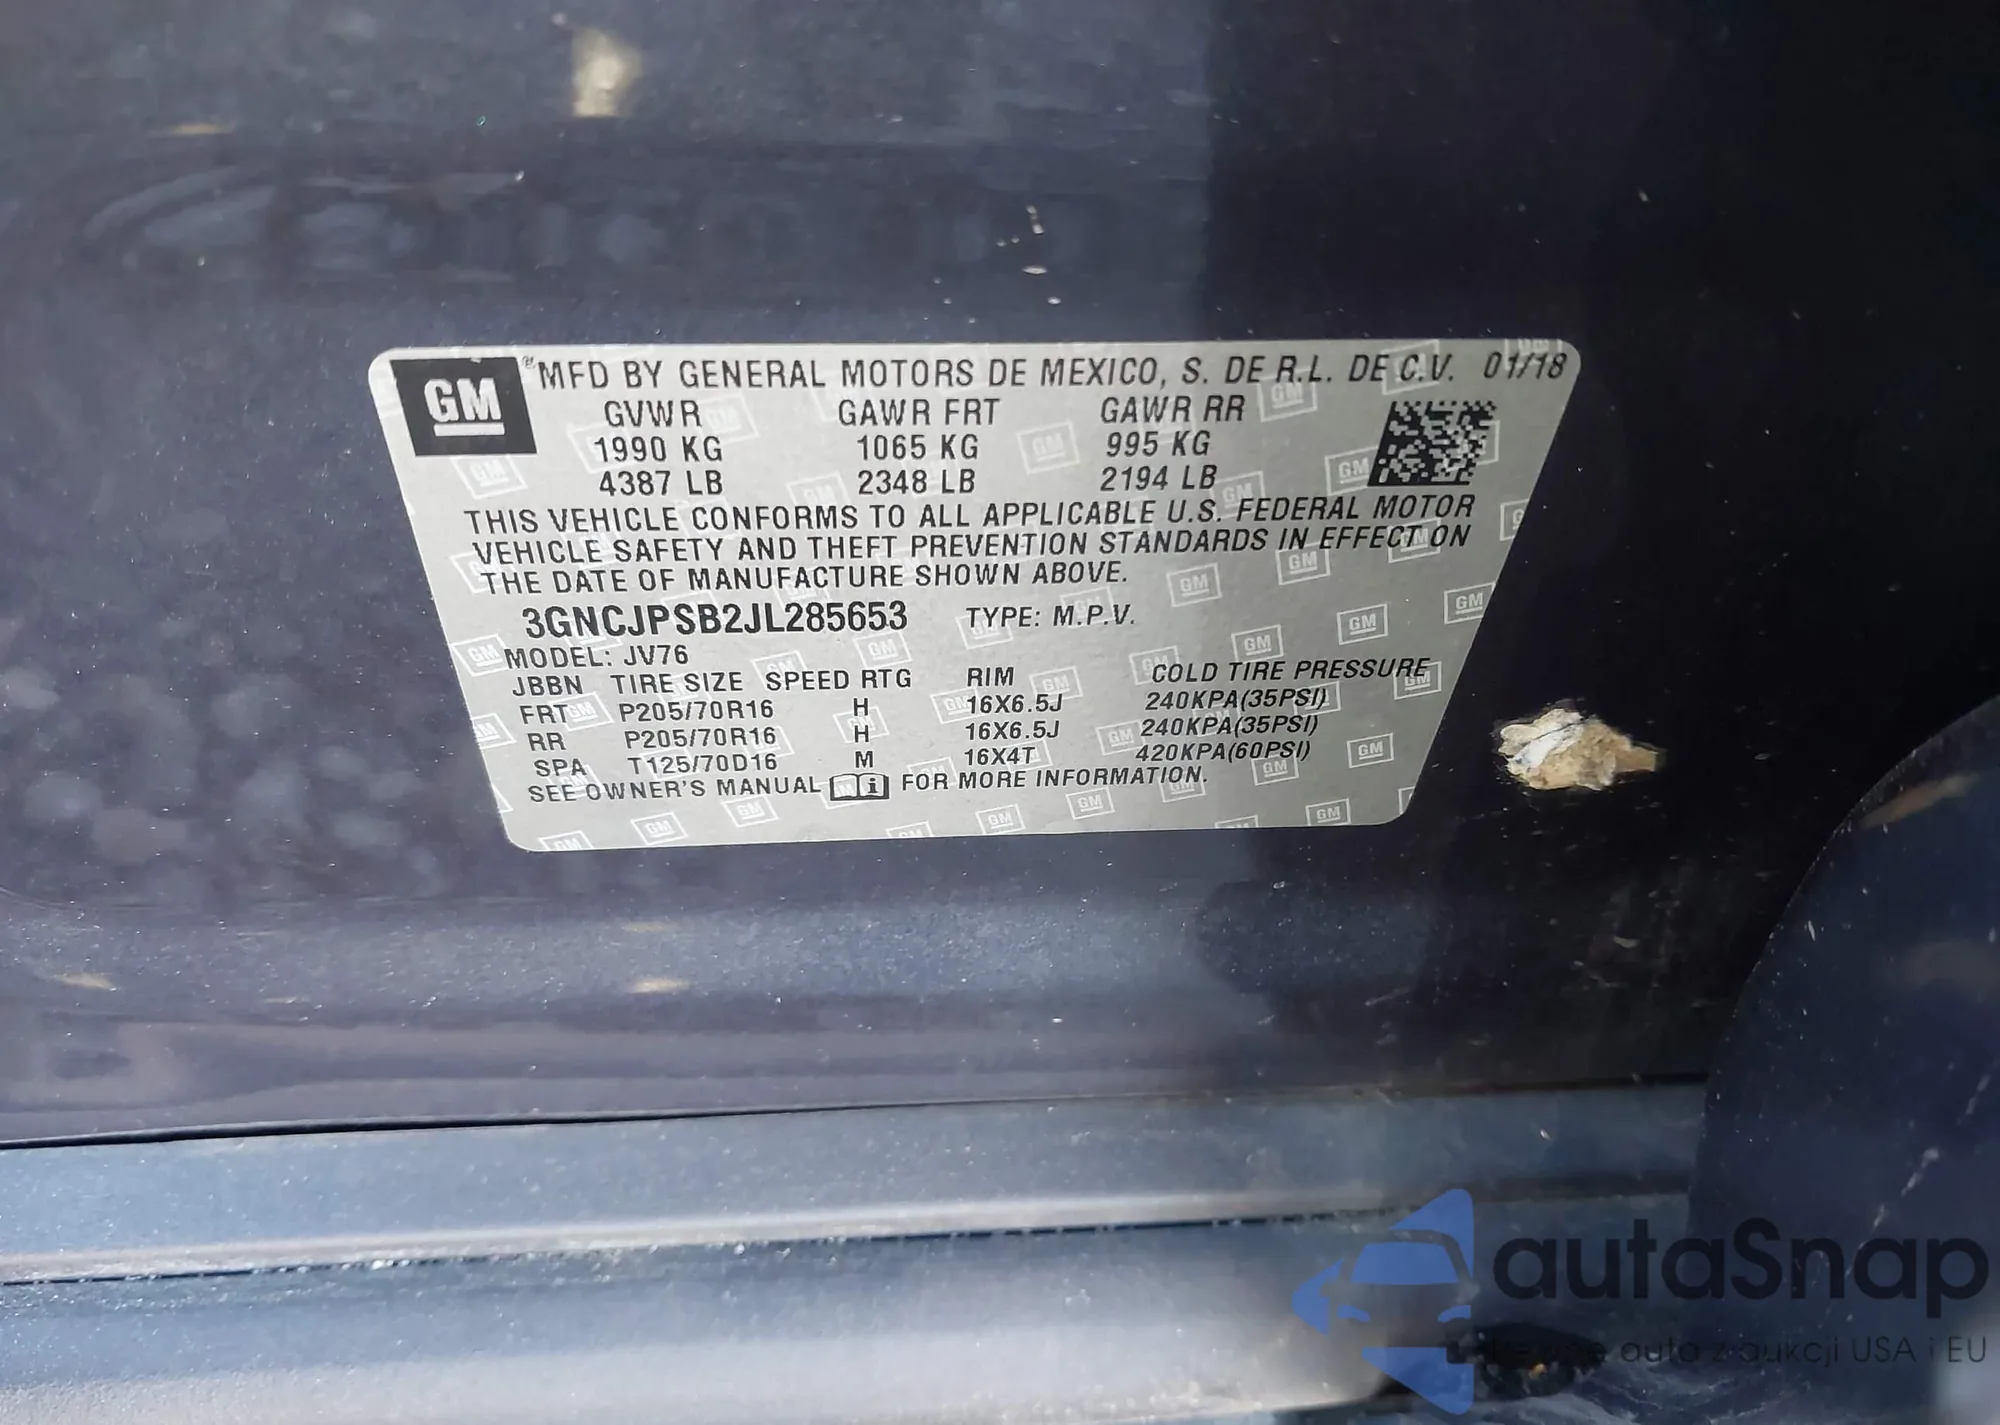 GM
®MFD BY GENERAL MOTORS DE MEXICO, S. DE R.L. DE C.V. 01/18
GVWR GAWR FRT GAWR RR
1990 KG 1065 KG 995 KG
4387 LB 2348 LB 2194 LB
THIS VEHICLE CONFORMS TO ALL APPLICABLE U.S. FEDERAL MOTOR
VEHICLE SAFETY AND THEFT PREVENTION STANDARDS IN EFFECT ON
THE DATE OF MANUFACTURE SHOWN ABOVE.
3GNCJPSB2JL285653 TYPE: M.P.V.
MODEL: JV76
JBBN TIRE SIZE SPEED RTG RIM COLD TIRE PRESSURE
FRT P205/70R16 H 16X6.5J 240KPA(35PSI)
RR P205/70R16 H 16X6.5J 240KPA(35PSI)
SPA T125/70D16 M 16X4T 420KPA(60PSI)
SEE OWNER'S MANUAL FOR MORE INFORMATION.
autaSnap
auta z aukcji USA i EU